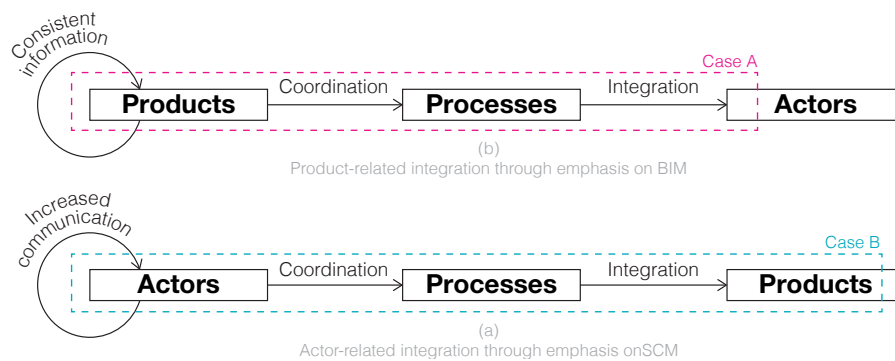 Consistent
information
Case A
Products
Coordination
Processes
Integration
Actors
(b)
Product-related integration through emphasis on BIM
Increased
communication
Case B
Actors
Coordination
Processes
Integration
Products
(a)
Actor-related integration through emphasis onSCM